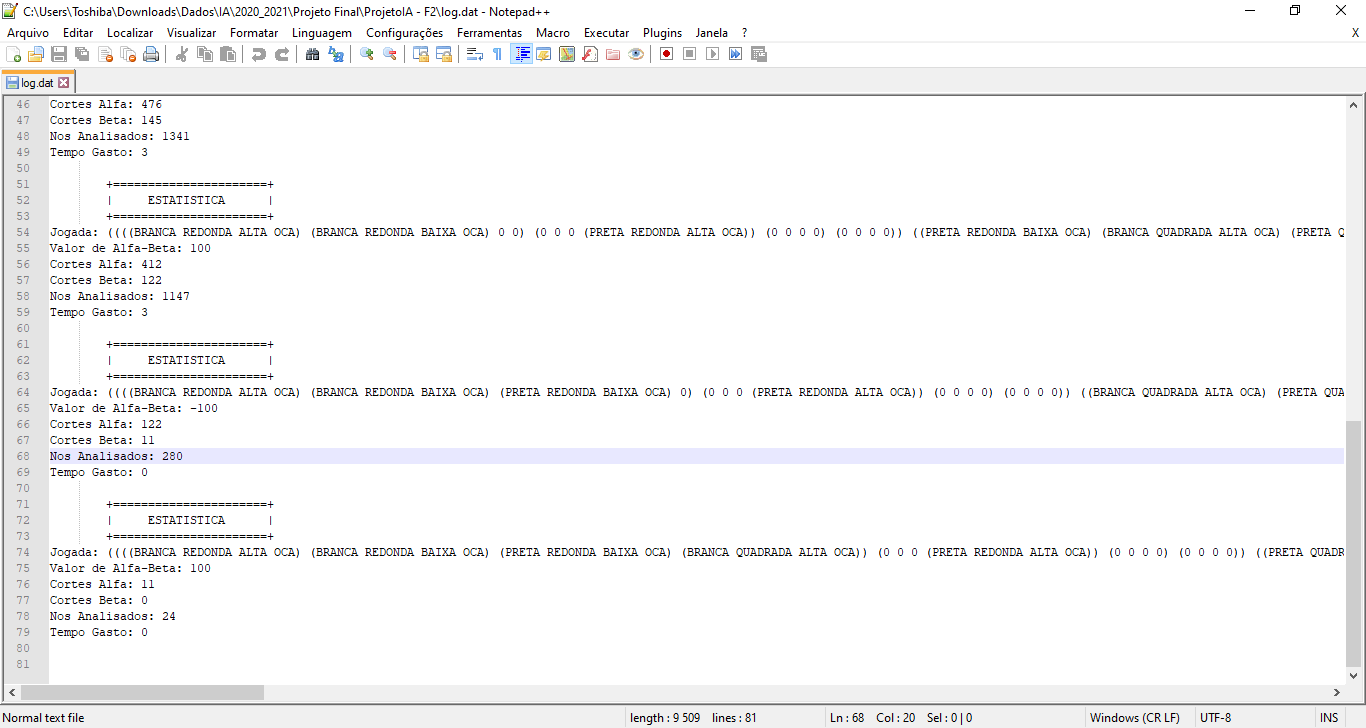 C:\Users\Toshiba\Downloads\Dados\IA\2020_2021\Projeto Final\ProjetoIA - F2\log.dat - Notepad++
Arquivo Editar Localizar Visualizar Formatar Linguagem Configurações Ferramentas Macro Executar Plugins Janela ? X
log.dat
46 Cortes Alfa: 476
47 Cortes Beta: 145
48 Nos Analisados: 1341
49 Tempo Gasto: 3
50
51 +======================+
52 | ESTATISTICA |
53 +======================+
54 Jogada: ((((BRANCA REDONDA ALTA OCA) (BRANCA REDONDA BAIXA OCA) 0 0) (0 0 0 (PRETA REDONDA ALTA OCA)) (0 0 0 0) (0 0 0 0)) ((PRETA REDONDA BAIXA OCA) (BRANCA QUADRADA ALTA OCA) (PRETA Q
55 Valor de Alfa-Beta: 100
56 Cortes Alfa: 412
57 Cortes Beta: 122
58 Nos Analisados: 1147
59 Tempo Gasto: 3
60
61 +======================+
62 | ESTATISTICA |
63 +======================+
64 Jogada: ((((BRANCA REDONDA ALTA OCA) (BRANCA REDONDA BAIXA OCA) (PRETA REDONDA BAIXA OCA) 0) (0 0 0 (PRETA REDONDA ALTA OCA)) (0 0 0 0) (0 0 0 0)) ((BRANCA QUADRADA ALTA OCA) (PRETA QUA
65 Valor de Alfa-Beta: -100
66 Cortes Alfa: 122
67 Cortes Beta: 11
68 Nos Analisados: 280
69 Tempo Gasto: 0
70
71 +======================+
72 | ESTATISTICA |
73 +======================+
74 Jogada: ((((BRANCA REDONDA ALTA OCA) (BRANCA REDONDA BAIXA OCA) (PRETA REDONDA BAIXA OCA) (BRANCA QUADRADA ALTA OCA)) (0 0 0 (PRETA REDONDA ALTA OCA)) (0 0 0 0) (0 0 0 0)) ((PRETA QUADR
75 Valor de Alfa-Beta: 100
76 Cortes Alfa: 11
77 Cortes Beta: 0
78 Nos Analisados: 24
79 Tempo Gasto: 0
80
81
Normal text file length : 9 509 lines : 81 Ln : 68 Col : 20 Sel : 0 | 0 Windows (CR LF) UTF-8 INS